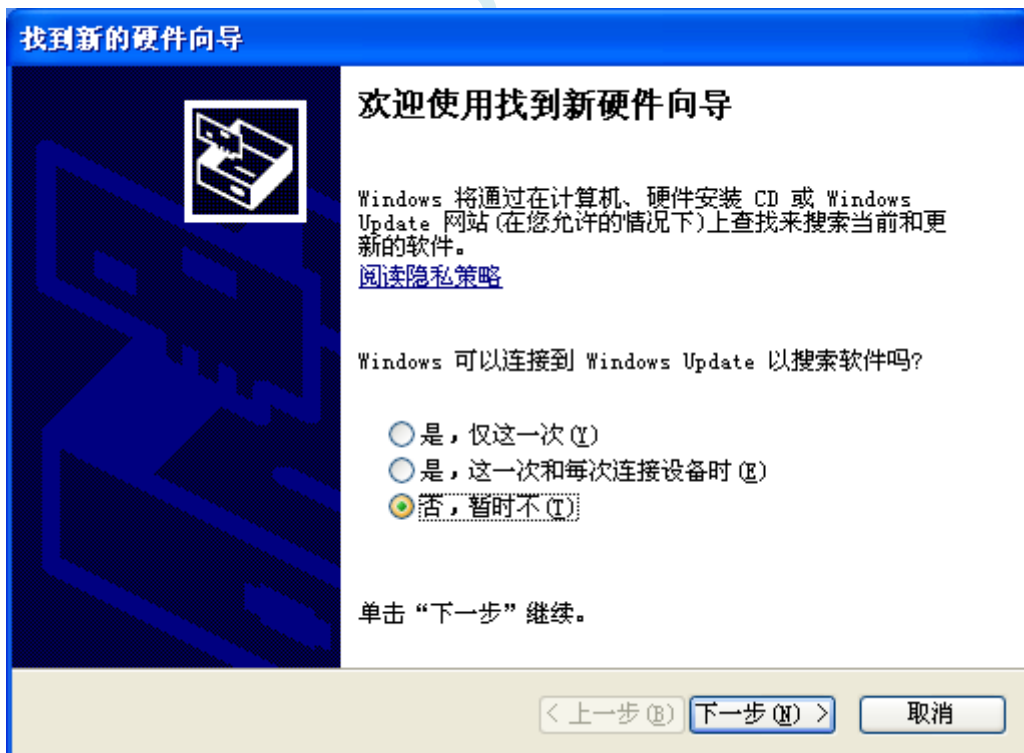 找到新的硬件向导
欢迎使用找到新硬件向导
Windows 将通过在计算机、硬件安装 CD 或 Windows
Update 网站(在您允许的情况下)上查找来搜索当前和更
新的软件。
阅读隐私策略
Windows 可以连接到 Windows Update 以搜索软件吗?
是，仅这一次(Y)
是，这一次和每次连接设备时(E)
否，暂时不(T)
单击“下一步”继续。
< 上一步(B) 下一步(N) > 取消